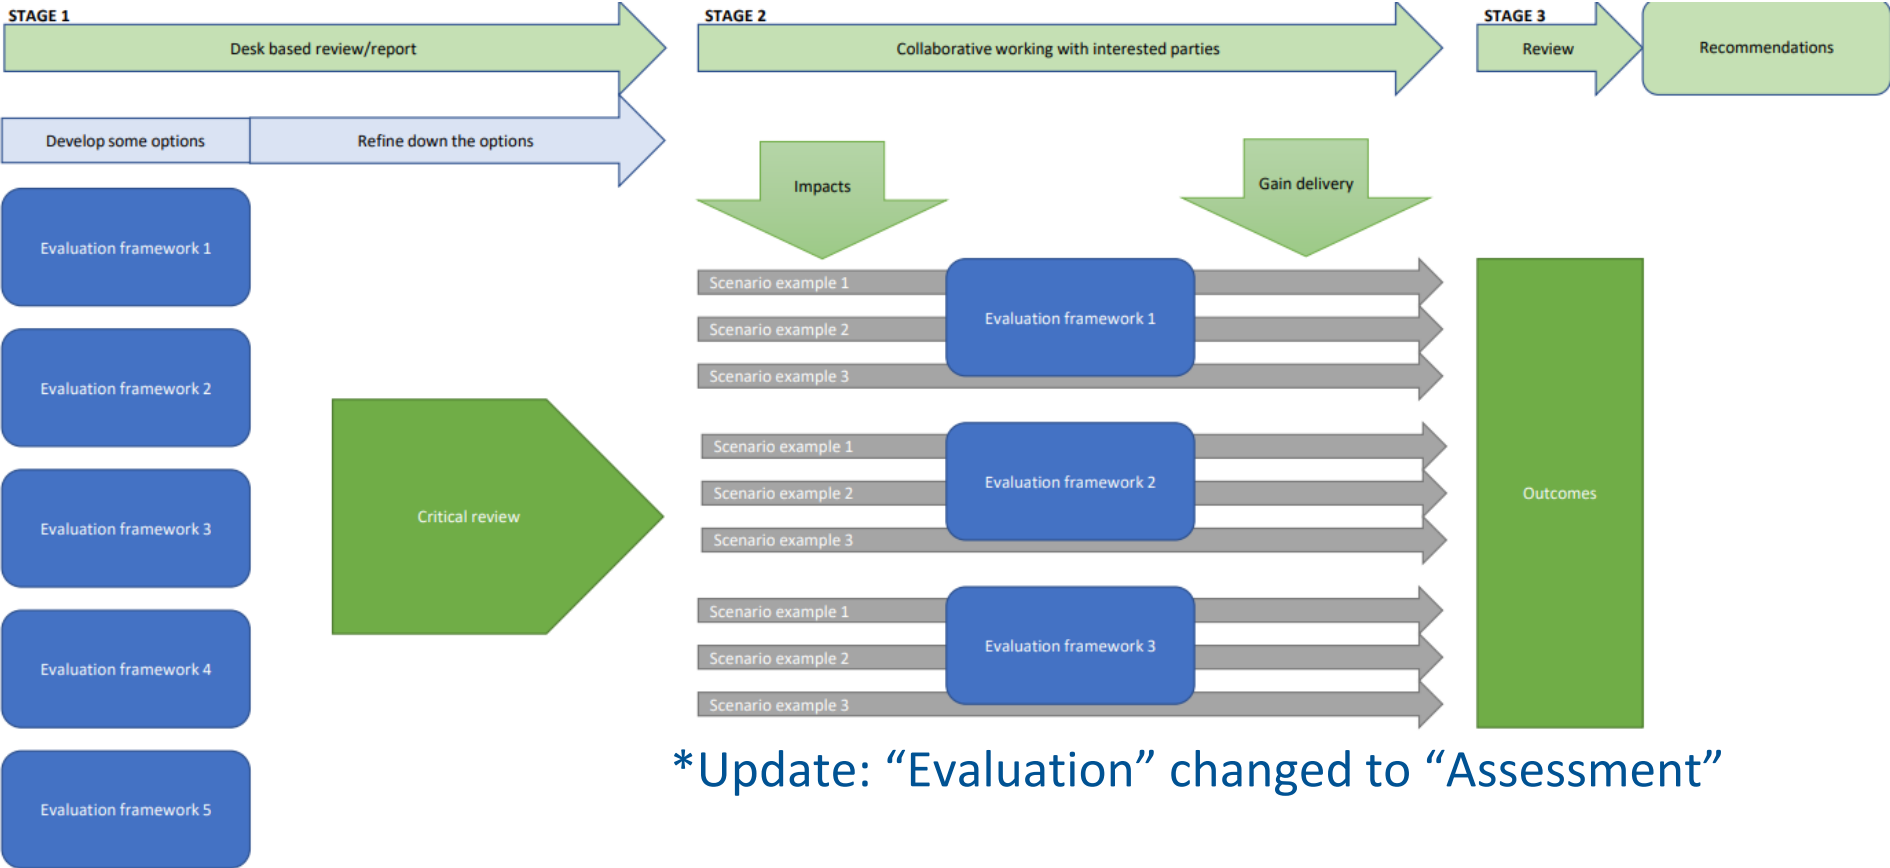 STAGE 1
Desk based review/report
STAGE 2
Collaborative working with interested parties
STAGE 3
Review
Recommendations
Develop some options
Refine down the options
Impacts
Gain delivery
Evaluation framework 1
Evaluation framework 2
Evaluation framework 3
Evaluation framework 4
Evaluation framework 5
Critical review
Scenario example 1
Scenario example 2
Scenario example 3
Evaluation framework 1
Scenario example 1
Scenario example 2
Scenario example 3
Evaluation framework 2
Scenario example 1
Scenario example 2
Scenario example 3
Evaluation framework 3
Outcomes
*Update: “Evaluation” changed to “Assessment”